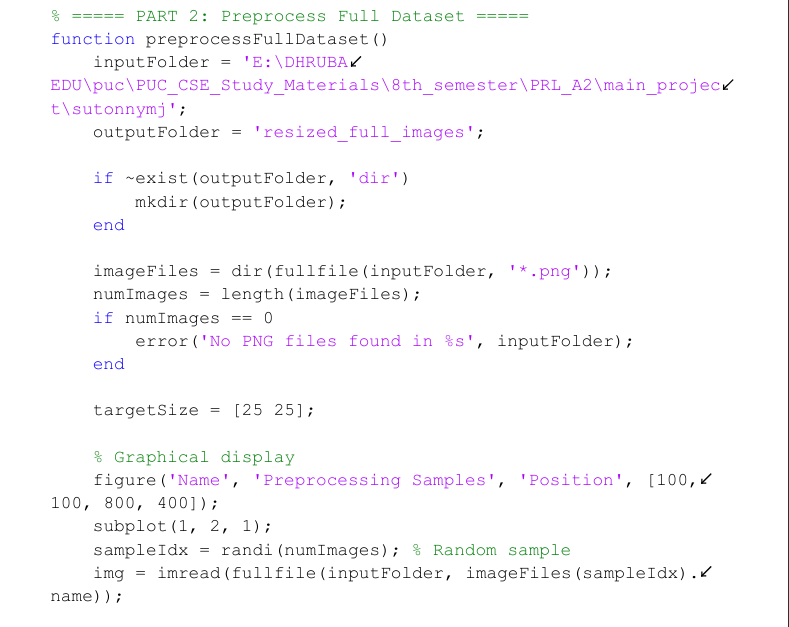 % ===== PART 2: Preprocess Full Dataset =====
function preprocessFullDataset()
    inputFolder = 'E:\DHRUBA↙
EDU\puc\PUC_CSE_Study_Materials\8th_semester\PRL_A2\main_projec↙
t\sutonnymj';
    outputFolder = 'resized_full_images';

    if ~exist(outputFolder, 'dir')
        mkdir(outputFolder);
    end

    imageFiles = dir(fullfile(inputFolder, '*.png'));
    numImages = length(imageFiles);
    if numImages == 0
        error('No PNG files found in %s', inputFolder);
    end

    targetSize = [25 25];

    % Graphical display
    figure('Name', 'Preprocessing Samples', 'Position', [100,↙
100, 800, 400]);
    subplot(1, 2, 1);
    sampleIdx = randi(numImages); % Random sample
    img = imread(fullfile(inputFolder, imageFiles(sampleIdx).↙
name));